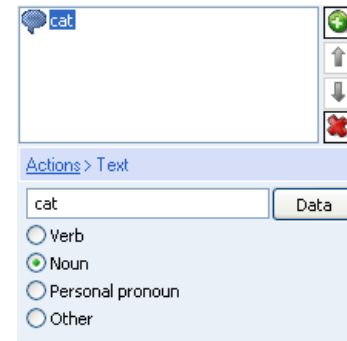 cat
Actions > Text
cat Data
Verb
Noun
Personal pronoun
Other